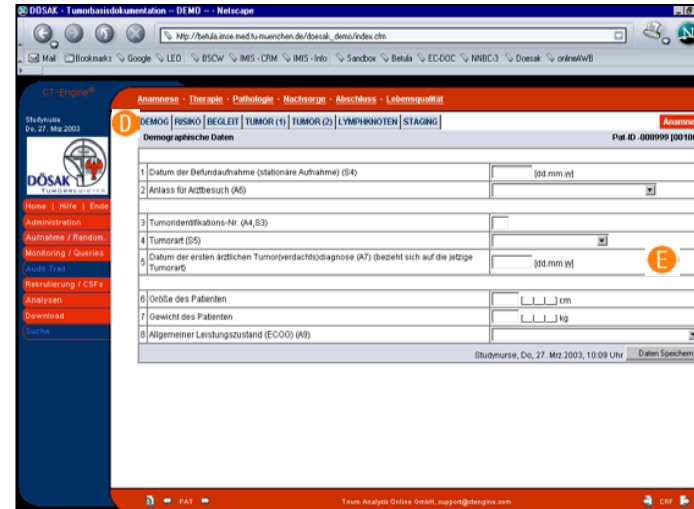 DÖSAK - Tumorbasisdokumentation -- DEMO -- - Netscape
http://betula.imse.med.tu-muenchen.de/doesak_demo/index.cfm
Mail Bookmarks Google LEO BSCW IMIS - CRM IMIS - Info Sandbox Betula EC-DOC NNBC-3 Doesak onlineAWB
CT-Engine®
Anamnese - Therapie - Pathologie - Nachsorge - Abschluss - Lebensqualität
Studynurse
Do, 27. Mrz 2003
D
DEMOG RISIKO BEGLEIT TUMOR (1) TUMOR (2) LYMPHKNOTEN STAGING
Anamne
Demographische Daten
Pat-ID -008999 [00100
DÖSAK
TUMORREGISTER
1 Datum der Befundaufnahme (stationäre Aufnahme) (S4) [dd.mm.yy]
2 Anlass für Arztbesuch (A6)
3 Tumoridentifikations-Nr. (A4,S3)
4 Tumorart (S5)
5 Datum der ersten ärztlichen Tumor(verdachts)diagnose (A7) (bezieht sich auf die jetzige
Tumorart) [dd.mm.yy]
E
6 Größe des Patienten [_|_|_] cm
7 Gewicht des Patienten [_|_|_] kg
8 Allgemeiner Leistungszustand (ECOG) (A9)
Studynurse, Do, 27. Mrz 2003, 10:09 Uhr Daten Speichern
Home | Hilfe | Ende
Administration
Aufnahme / Random.
Monitoring / Queries
Audit Trail
Rekrutierung / CSFs
Analysen
Download
Suche
PAT
Trium Analysis Online GmbH, support@ctengine.com
CRF